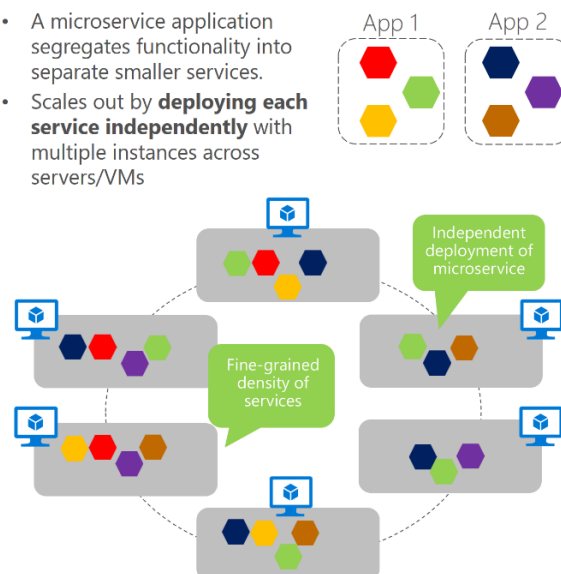 • A microservice application
segregates functionality into
separate smaller services.
• Scales out by deploying each
service independently with
multiple instances across
servers/VMs
App 1
App 2
Independent
deployment of
microservice
Fine-grained
density of
services